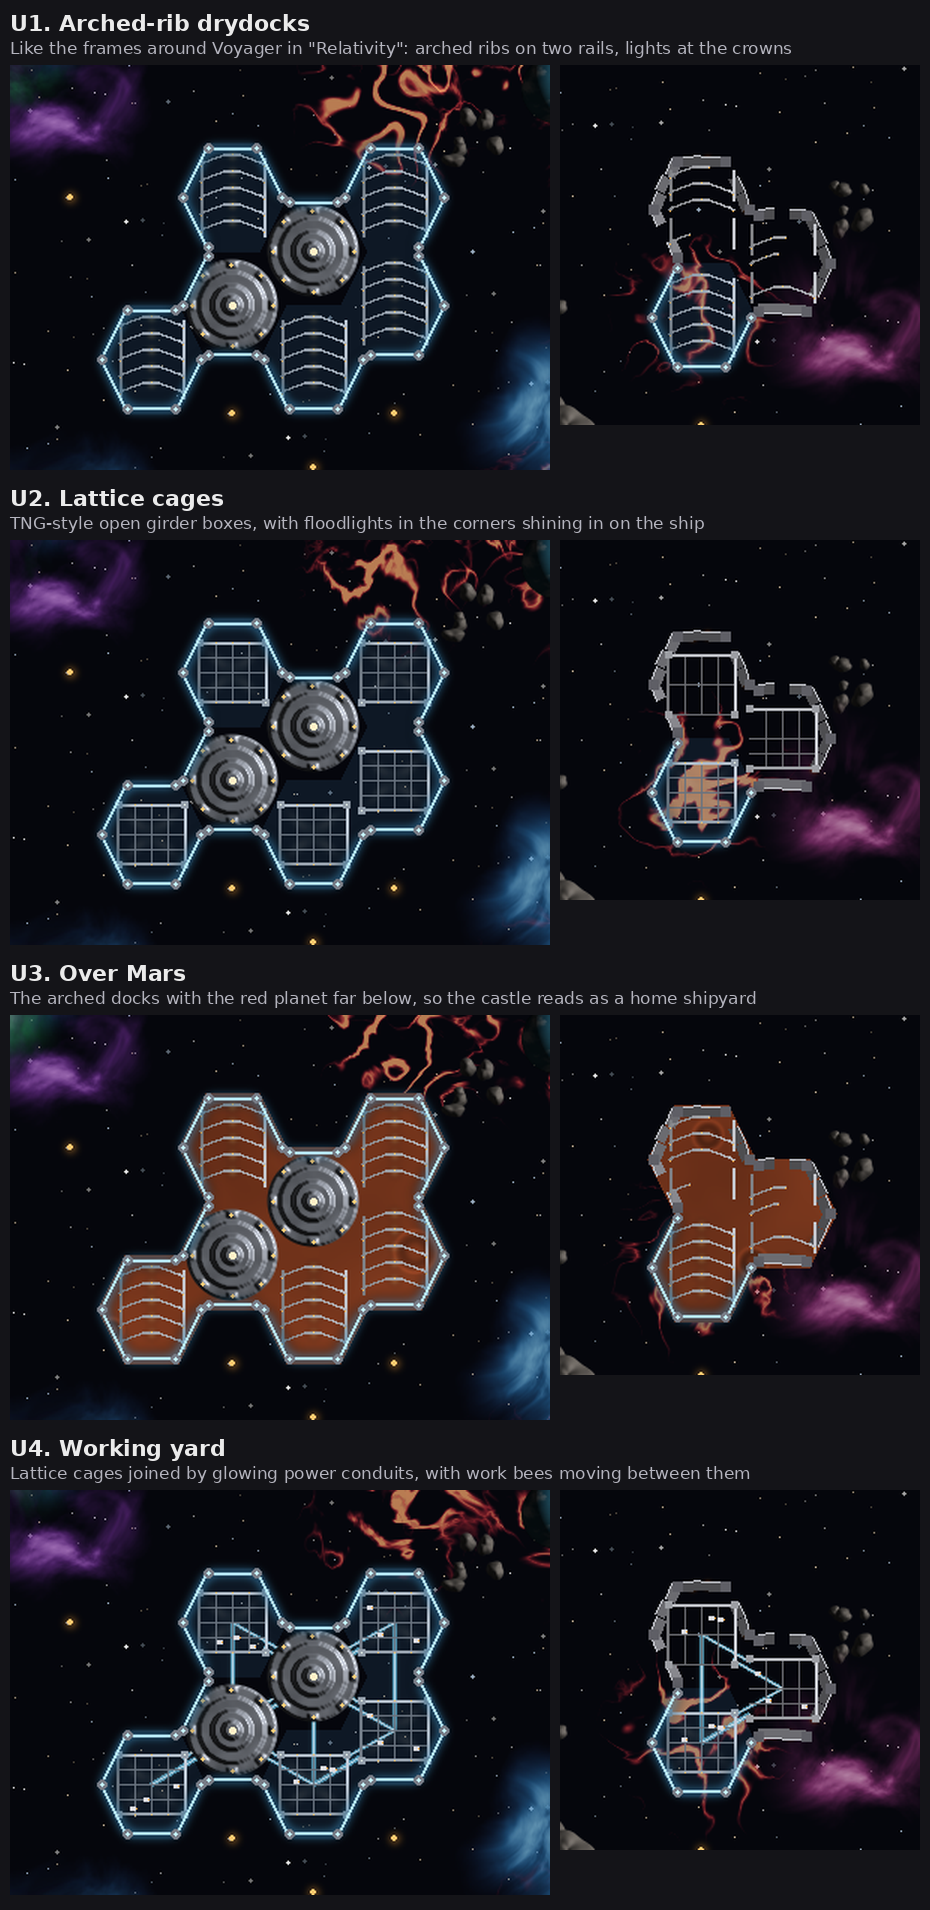 U1. Arched-rib drydocks
Like the frames around Voyager in "Relativity": arched ribs on two rails, lights at the crowns
U2. Lattice cages
TNG-style open girder boxes, with floodlights in the corners shining in on the ship
U3. Over Mars
The arched docks with the red planet far below, so the castle reads as a home shipyard
U4. Working yard
Lattice cages joined by glowing power conduits, with work bees moving between them